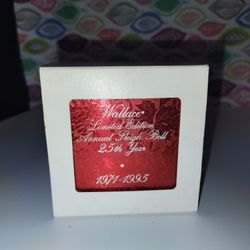 Wallace®
Limited Edition
Annual Sleigh Bell
25th Year
1971-1995